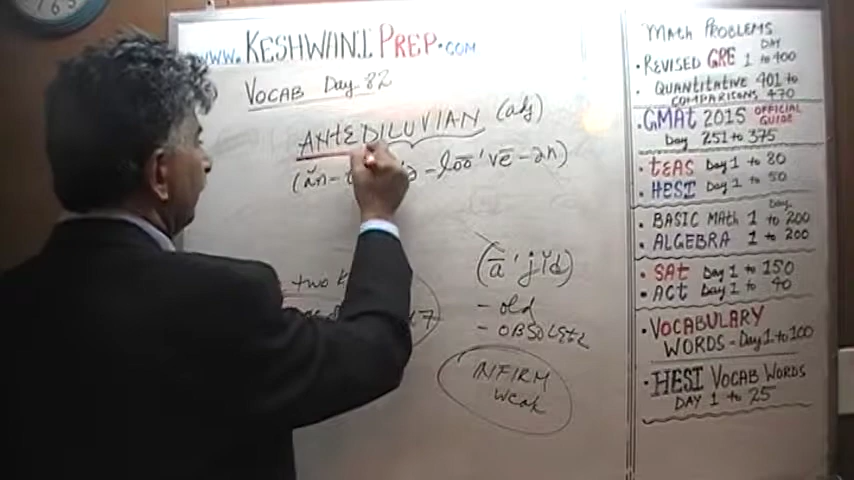 www.KESHWANI PREP.com
VOCAB Day 82
ANTEDILUVIAN (adj)
(ăn- -lo͞o'vē-ən)
two
(ā'jĭd)
- old
- OBSOLETE
7
INFIRM
weak
Math PROBLEMS
• REVISED GRE DAY 1 to 400
• QUANTITATIVE 401 to
COMPARISONS 470
• GMAt 2015 OFFICIAL GUIDE
Day 251 to 375
• tEAS Day 1 to 80
• HESI Day 1 to 50
Day
• BASIC MAth 1 to 200
• ALGEBRA 1 to 200
• SAt Day 1 to 150
• ACt Day 1 to 40
• VOCABULARY
WORDS - Day 1 to 100
• HESI VOCAB WORDS
DAY 1 to 25